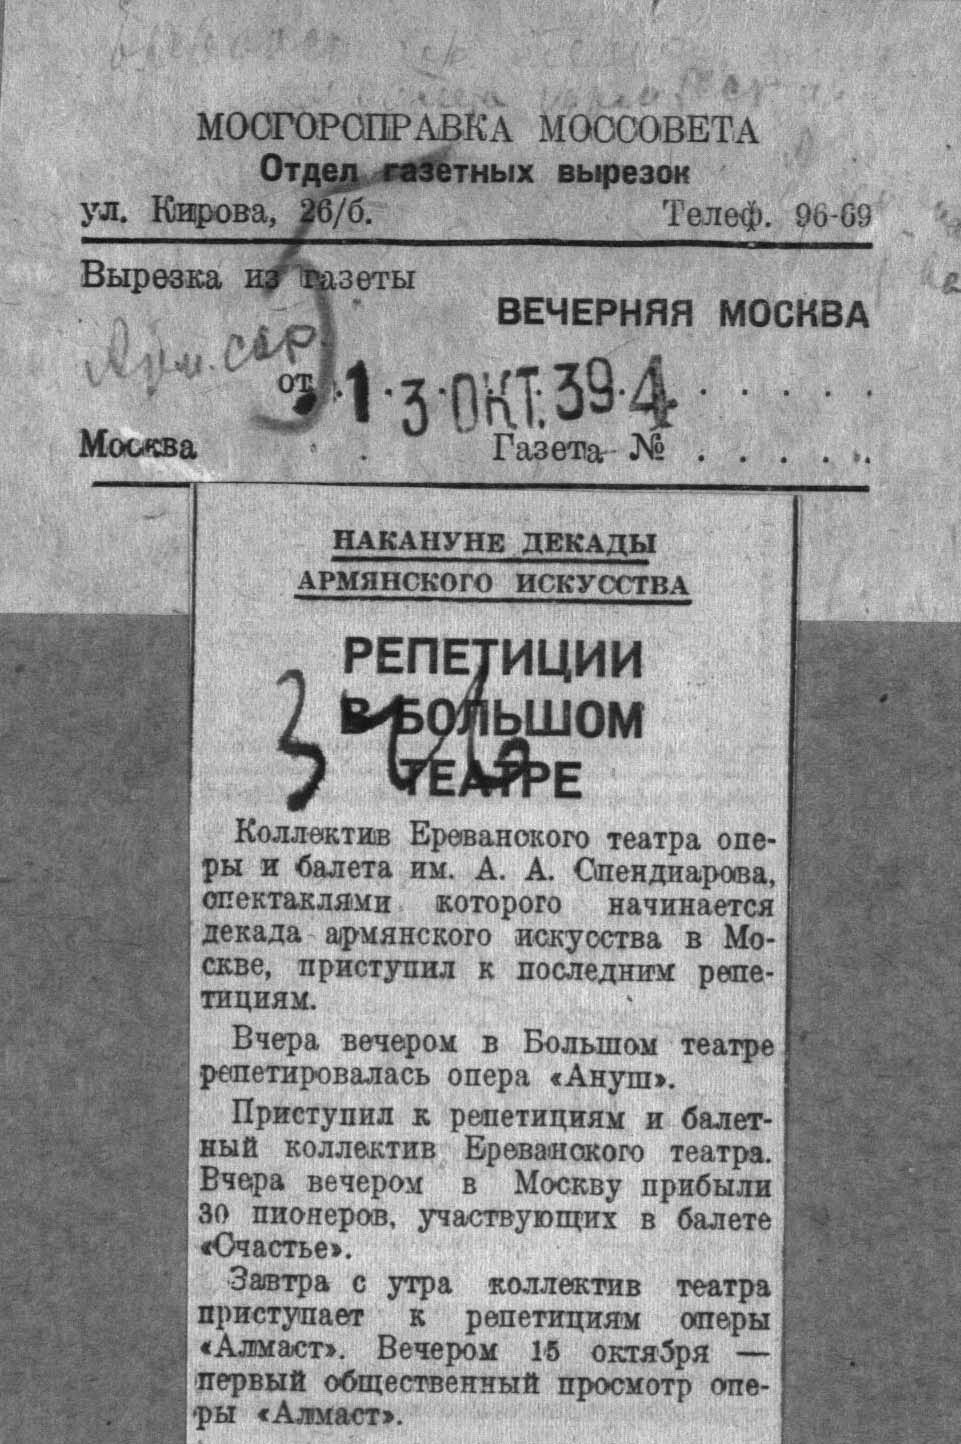 МОСГОРСПРАВКА МОССОВЕТА
Отдел газетных вырезок
ул. Кирова, 26/б. Телеф. 96-69
Вырезка из газеты
5
ВЕЧЕРНЯЯ МОСКВА
Арм. сср.
от 13 ОКТ. 39 4
Москва Газета № . . . . . .
НАКАНУНЕ ДЕКАДЫ
АРМЯНСКОГО ИСКУССТВА
РЕПЕТИЦИИ
В БОЛЬШОМ
ТЕАТРЕ
Коллектив Ереванского театра опе-
ры и балета им. А. А. Спендиарова,
спектаклями которого начинается
декада армянского искусства в Мо-
скве, приступил к последним репе-
тициям.
Вчера вечером в Большом театре
репетировалась опера «Ануш».
Приступил к репетициям и балет-
ный коллектив Ереванского театра.
Вчера вечером в Москву прибыли
30 пионеров, участвующих в балете
«Счастье».
Завтра с утра коллектив театра
приступает к репетициям оперы
«Алмаст». Вечером 15 октября —
первый общественный просмотр опе-
ры «Алмаст».